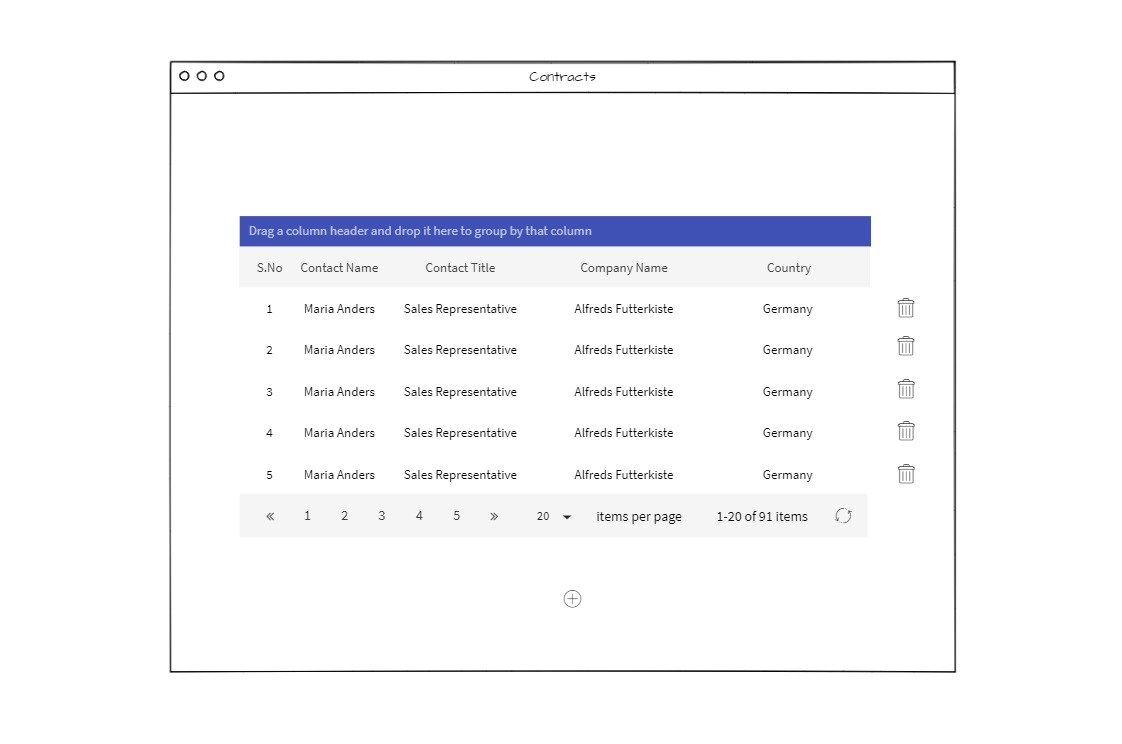 Contracts
Drag a column header and drop it here to group by that column
S.No Contact Name Contact Title Company Name Country
1 Maria Anders Sales Representative Alfreds Futterkiste Germany
2 Maria Anders Sales Representative Alfreds Futterkiste Germany
3 Maria Anders Sales Representative Alfreds Futterkiste Germany
4 Maria Anders Sales Representative Alfreds Futterkiste Germany
5 Maria Anders Sales Representative Alfreds Futterkiste Germany
« 1 2 3 4 5 » 20 items per page 1-20 of 91 items